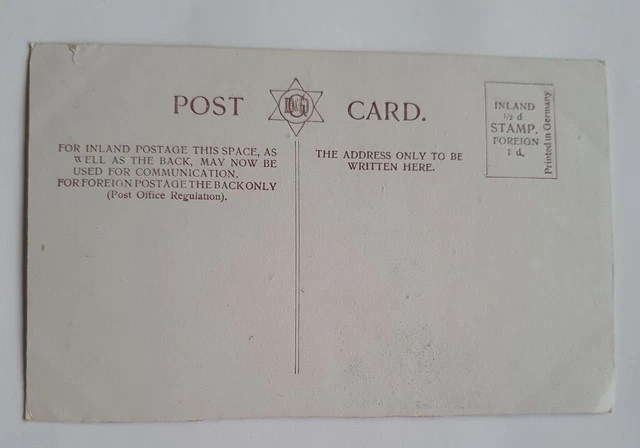 POST CARD.
FOR INLAND POSTAGE THIS SPACE, AS
WELL AS THE BACK, MAY NOW BE
USED FOR COMMUNICATION.
FOR FOREIGN POSTAGE THE BACK ONLY
(Post Office Regulation).
THE ADDRESS ONLY TO BE
WRITTEN HERE.
INLAND
½ d
STAMP.
FOREIGN
1 d.
Printed in Germany